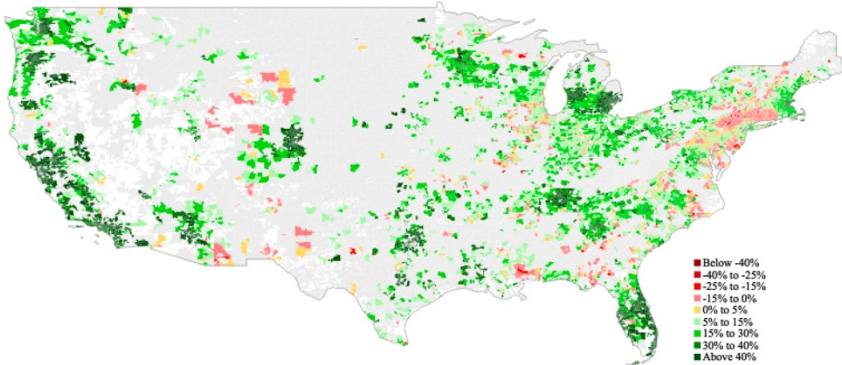 Below -40%
-40% to -25%
-25% to -15%
-15% to 0%
0% to 5%
5% to 15%
15% to 30%
30% to 40%
Above 40%